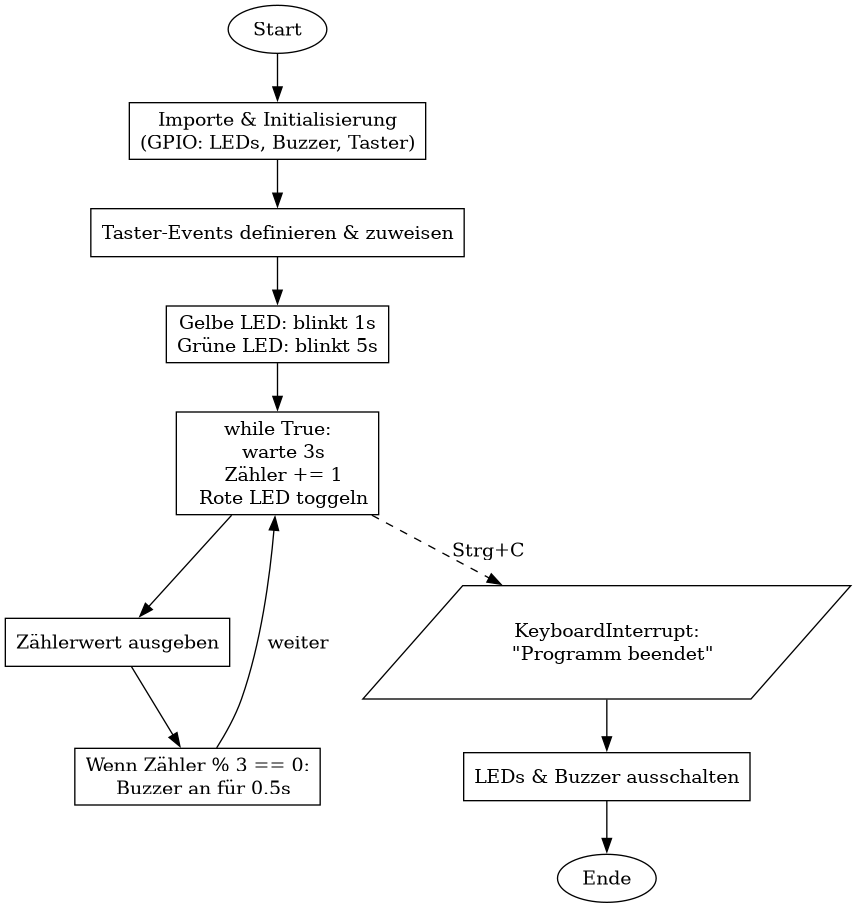 Start
Importe & Initialisierung
(GPIO: LEDs, Buzzer, Taster)
Taster-Events definieren & zuweisen
Gelbe LED: blinkt 1s
Grüne LED: blinkt 5s
while True:
warte 3s
Zähler += 1
Rote LED toggeln
Strg+C
Zählerwert ausgeben
weiter
KeyboardInterrupt:
"Programm beendet"
Wenn Zähler % 3 == 0:
Buzzer an für 0.5s
LEDs & Buzzer ausschalten
Ende